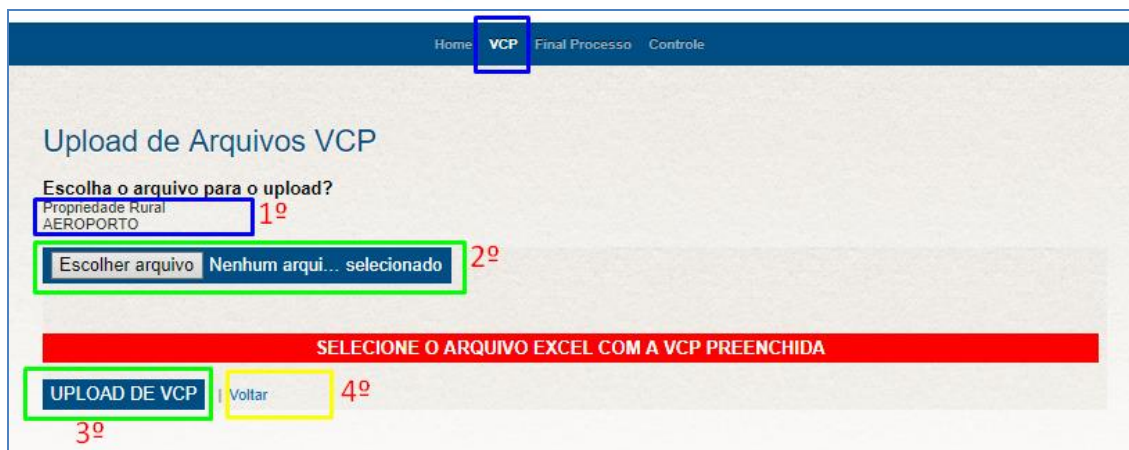 Home VCP Final Processo Controle
Upload de Arquivos VCP
Escolha o arquivo para o upload?
Propriedade Rural 1º
AEROPORTO
Escolher arquivo Nenhum arqui... selecionado 2º
SELECIONE O ARQUIVO EXCEL COM A VCP PREENCHIDA
UPLOAD DE VCP | Voltar 4º
3º